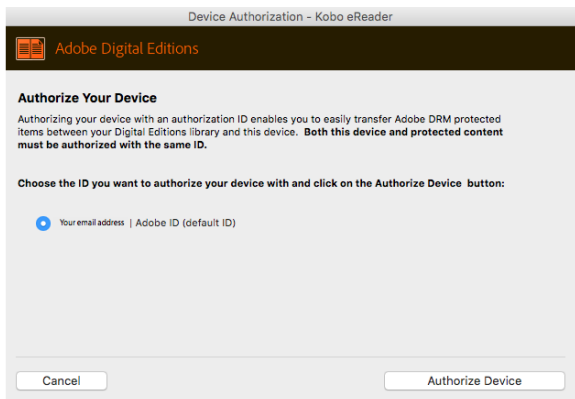 Device Authorization - Kobo eReader
Adobe Digital Editions
Authorize Your Device
Authorizing your device with an authorization ID enables you to easily transfer Adobe DRM protected
items between your Digital Editions library and this device. Both this device and protected content
must be authorized with the same ID.
Choose the ID you want to authorize your device with and click on the Authorize Device button:
Your email address | Adobe ID (default ID)
Cancel
Authorize Device